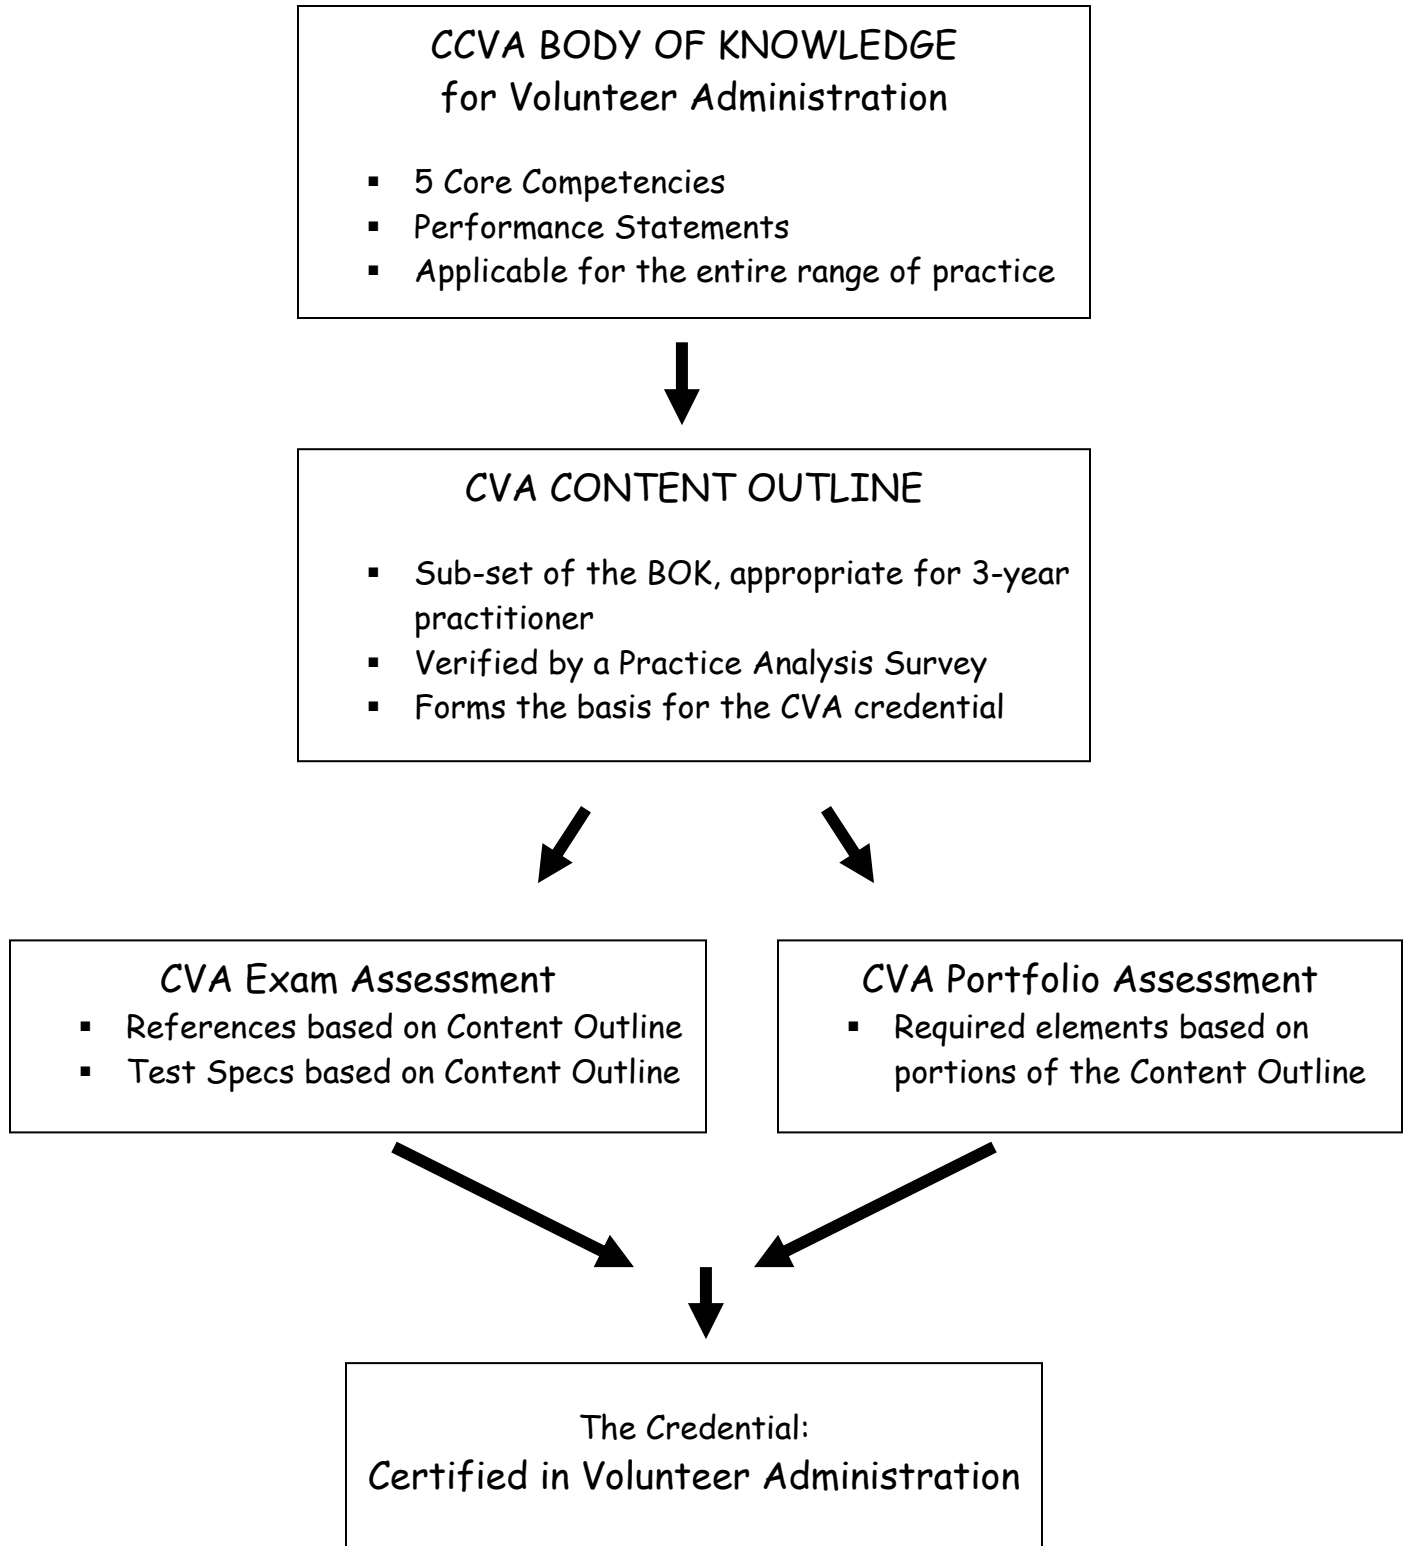 CCVA BODY OF KNOWLEDGE
for Volunteer Administration
▪ 5 Core Competencies
▪ Performance Statements
▪ Applicable for the entire range of practice
CVA CONTENT OUTLINE
▪ Sub-set of the BOK, appropriate for 3-year
practitioner
▪ Verified by a Practice Analysis Survey
▪ Forms the basis for the CVA credential
CVA Exam Assessment
▪ References based on Content Outline
▪ Test Specs based on Content Outline
CVA Portfolio Assessment
▪ Required elements based on
portions of the Content Outline
The Credential:
Certified in Volunteer Administration